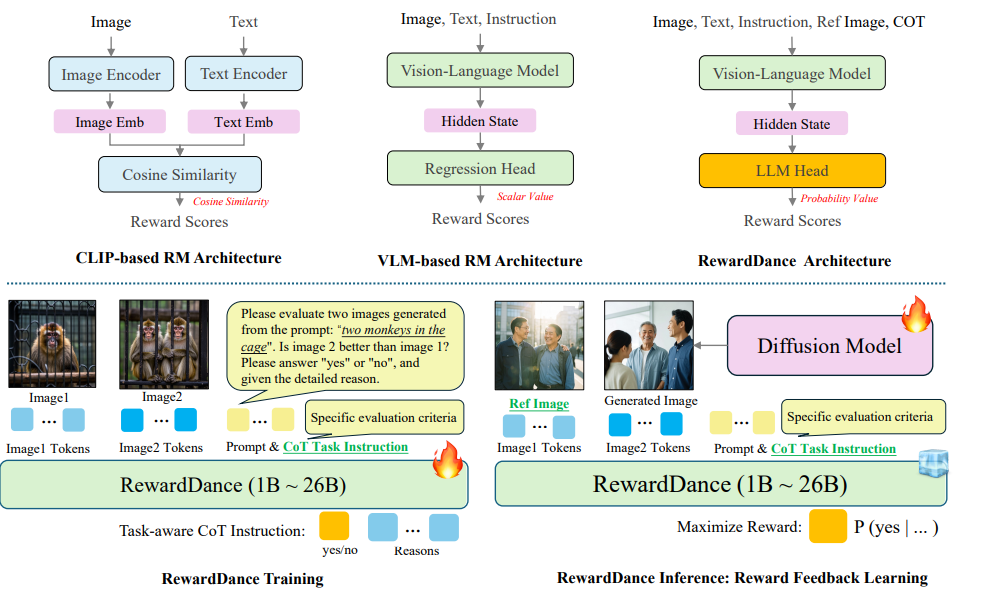 Image
Text
Image Encoder
Text Encoder
Image Emb
Text Emb
Cosine Similarity
Cosine Similarity
Reward Scores
CLIP-based RM Architecture
Image, Text, Instruction
Vision-Language Model
Hidden State
Regression Head
Scalar Value
Reward Scores
VLM-based RM Architecture
Image, Text, Instruction, Ref Image, COT
Vision-Language Model
Hidden State
LLM Head
Probability Value
Reward Scores
RewardDance Architecture
Image1
Image2
Please evaluate two images generated
from the prompt: "two monkeys in the
cage". Is image 2 better than image 1?
Please answer "yes" or "no", and
given the detailed reason.
Specific evaluation criteria
...
...
...
Image1 Tokens
Image2 Tokens
Prompt & CoT Task Instruction
RewardDance (1B ~ 26B)
Task-aware CoT Instruction:
...
yes/no
Reasons
RewardDance Training
Ref Image
Generated Image
Diffusion Model
Specific evaluation criteria
...
...
...
Image1 Tokens
Image2 Tokens
Prompt & CoT Task Instruction
RewardDance (1B ~ 26B)
Maximize Reward:
P (yes | ... )
RewardDance Inference: Reward Feedback Learning